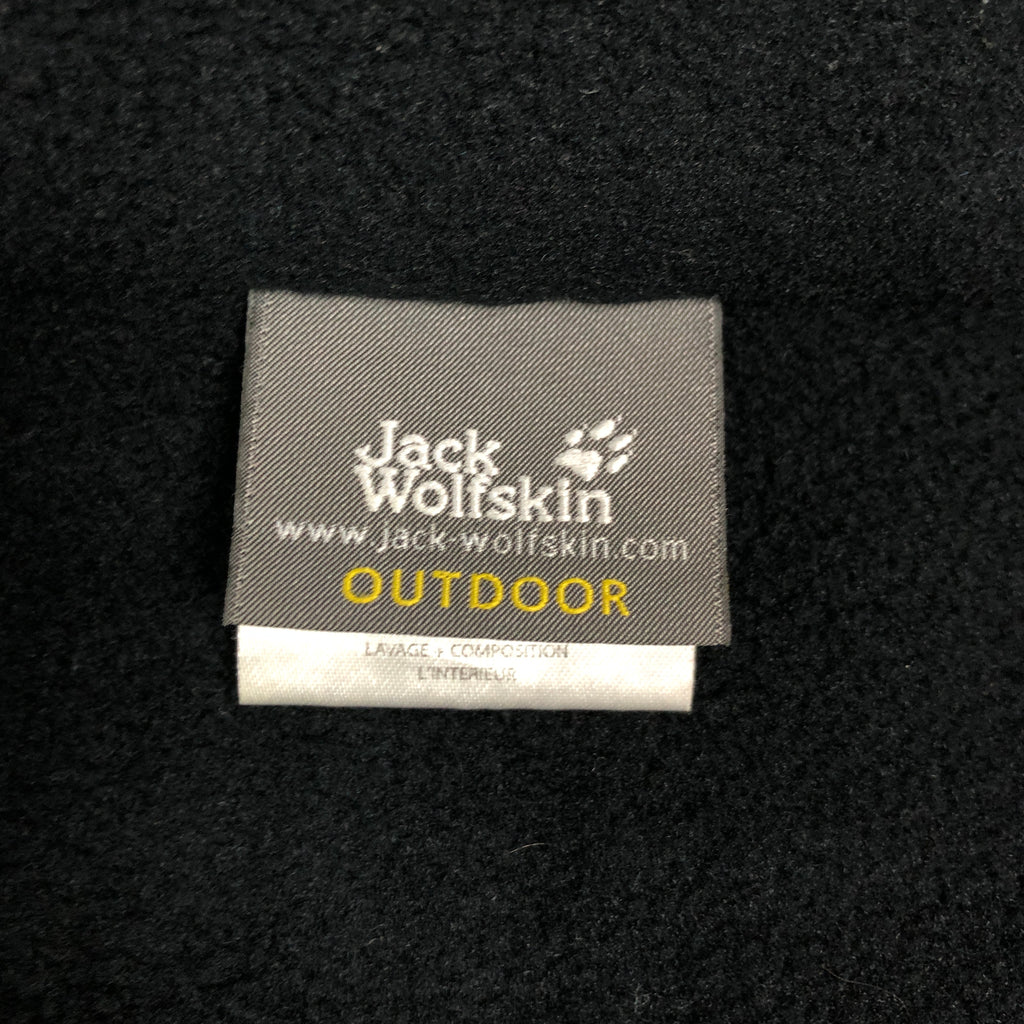 Jack
Wolfskin
www.jack-wolfskin.com
OUTDOOR
LAVAGE + COMPOSITION
L'INTERIEUR